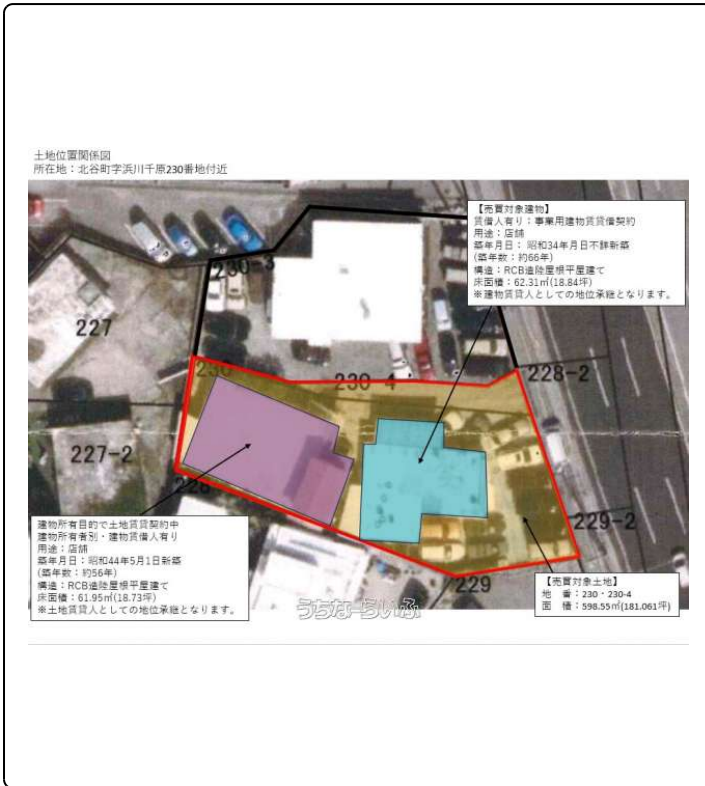 土地位置関係図
所在地：北谷町字浜川千原230番地付近
【売買対象建物】
賃借人有り：事業用建物賃貸借契約
用途：店舗
築年月日： 昭和34年月日不詳新築
(築年数：約66年)
構造：RCB造陸屋根平屋建て
床面積：62.31㎡(18.84坪)
※建物賃貸人としての地位承継となります。
230-3
227
230
230-4
228-2
227-2
228
229-2
229
建物所有目的で土地賃貸契約中
建物所有者別・建物賃借人有り
用途：店舗
築年月日：昭和44年5月1日新築
(築年数：約56年)
構造：RCB造陸屋根平屋建て
床面積：61.95㎡(18.73坪)
※土地賃貸人としての地位承継となります。
【売買対象土地】
地　番：230・230-4
面　積：598.55㎡(181.061坪)
うちなーらいふ